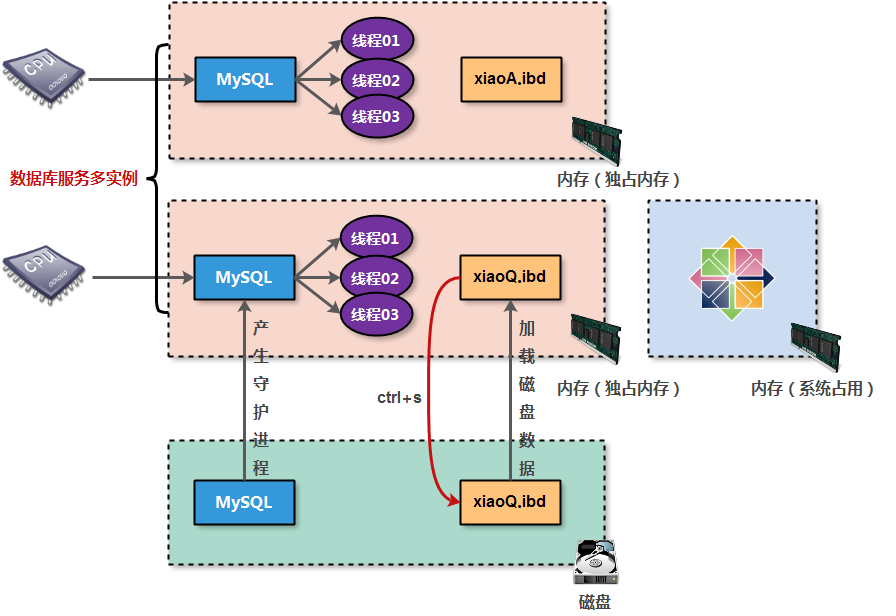 CPU
MySQL
线程01
线程02
线程03
xiaoA.ibd
内存（独占内存）
数据库服务多实例
CPU
MySQL
线程01
线程02
线程03
xiaoQ.ibd
内存（独占内存）
内存（系统占用）
产生守护进程
ctrl+s
加载磁盘数据
MySQL
xiaoQ.ibd
磁盘